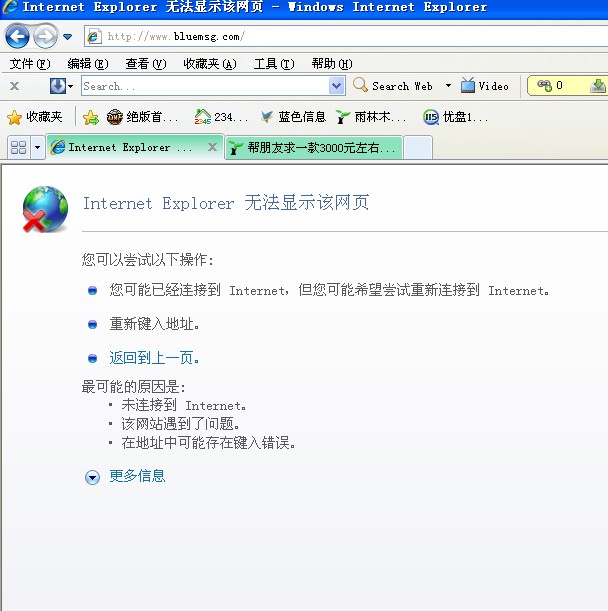 Internet Explorer 无法显示该网页 - Windows Internet Explorer
http://www.bluemsg.com/
文件(F) 编辑(E) 查看(V) 收藏夹(A) 工具(T) 帮助(H)
Search... Search Web Video 0
收藏夹 绝版首... 2345 234... 蓝色信息 雨林木... 115 优盘1...
Internet Explorer ... 帮朋友求一款3000元左右...
Internet Explorer 无法显示该网页
您可以尝试以下操作:
您可能已经连接到 Internet，但您可能希望尝试重新连接到 Internet。
重新键入地址。
返回到上一页。
最可能的原因是:
• 未连接到 Internet。
• 该网站遇到了问题。
• 在地址中可能存在键入错误。
更多信息